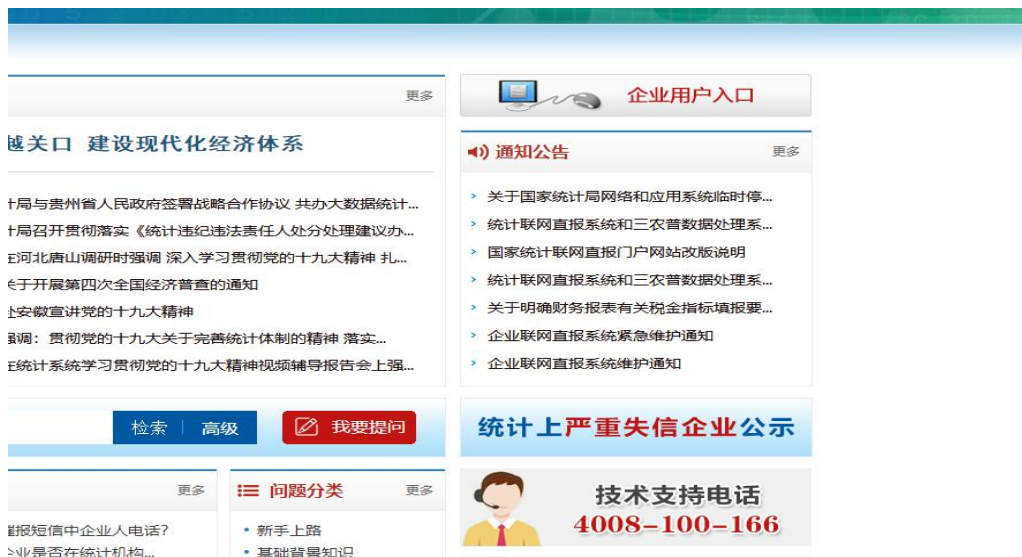 更多
企业用户入口
越关口 建设现代化经济体系
通知公告
更多
计局与贵州省人民政府签署战略合作协议 共办大数据统计...
计局召开贯彻落实《统计违纪违法责任人处分处理建议办...
在河北唐山调研时强调 深入学习贯彻党的十九大精神 扎...
关于开展第四次全国经济普查的通知
赴安徽宣讲党的十九大精神
强调：贯彻党的十九大关于完善统计体制的精神 落实...
在统计系统学习贯彻党的十九大精神视频辅导报告会上强...
关于国家统计局网络和应用系统临时停...
统计联网直报系统和三农普数据处理系...
国家统计联网直报门户网站改版说明
统计联网直报系统和三农普数据处理系...
关于明确财务报表有关税金指标填报要...
企业联网直报系统紧急维护通知
企业联网直报系统维护通知
检索 高级
我要提问
统计上严重失信企业公示
更多
问题分类
更多
催报短信中企业人电话?
企业是否在统计机构...
新手上路
基础背景知识
技术支持电话
4008-100-166